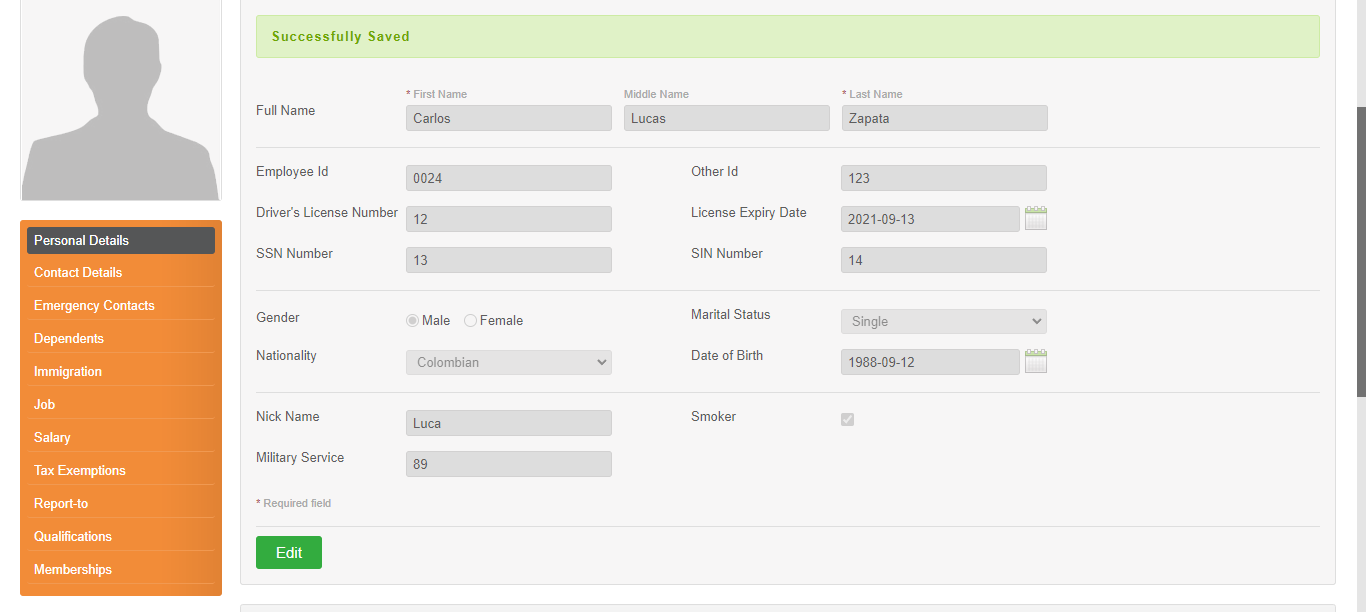 Successfully Saved
* First Name Middle Name * Last Name
Full Name Carlos Lucas Zapata
Employee Id 0024 Other Id 123
Driver's License Number 12 License Expiry Date 2021-09-13
SSN Number 13 SIN Number 14
Gender Male Female Marital Status Single
Nationality Colombian Date of Birth 1988-09-12
Nick Name Luca Smoker
Military Service 89
* Required field
Edit
Personal Details
Contact Details
Emergency Contacts
Dependents
Immigration
Job
Salary
Tax Exemptions
Report-to
Qualifications
Memberships